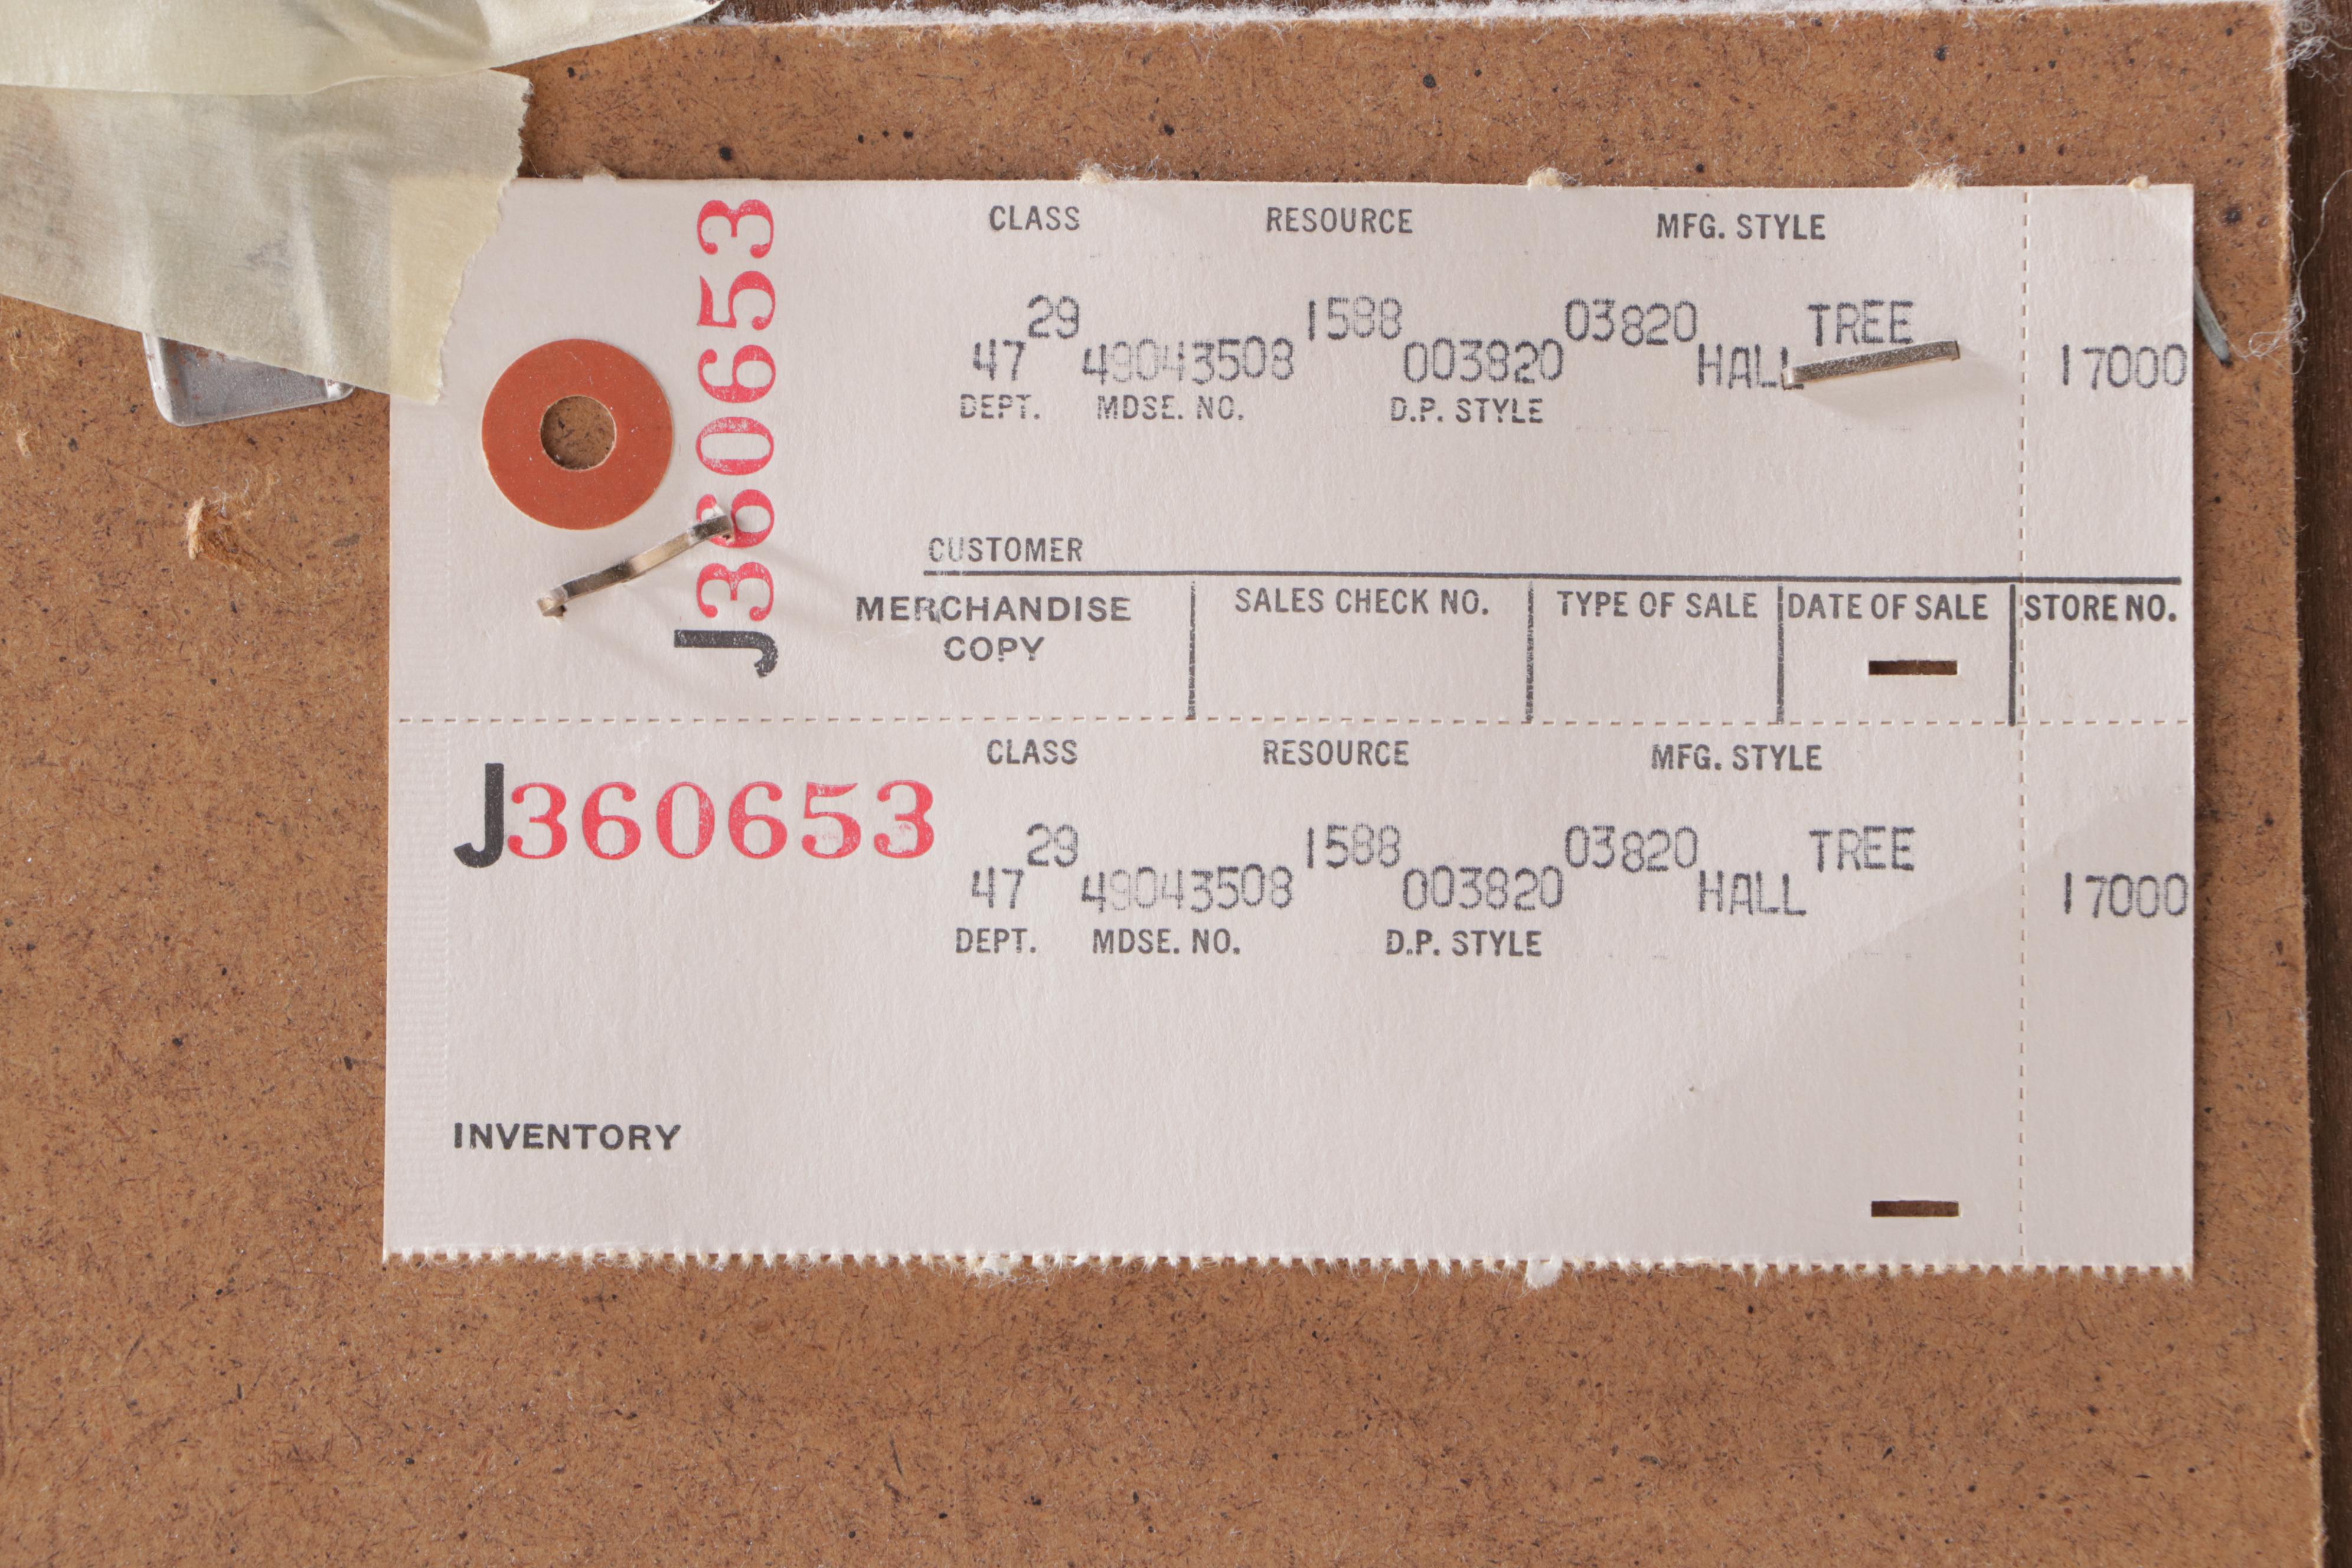 J360653
CLASS RESOURCE MFG. STYLE
29 1588 03820 TREE
47 49043508 003820 HALL 17000
DEPT. MDSE. NO. D.P. STYLE
CUSTOMER
MERCHANDISE COPY SALES CHECK NO. TYPE OF SALE DATE OF SALE STORE NO.
CLASS RESOURCE MFG. STYLE
J360653
29 1588 03820 TREE
47 49043508 003820 HALL 17000
DEPT. MDSE. NO. D.P. STYLE
INVENTORY